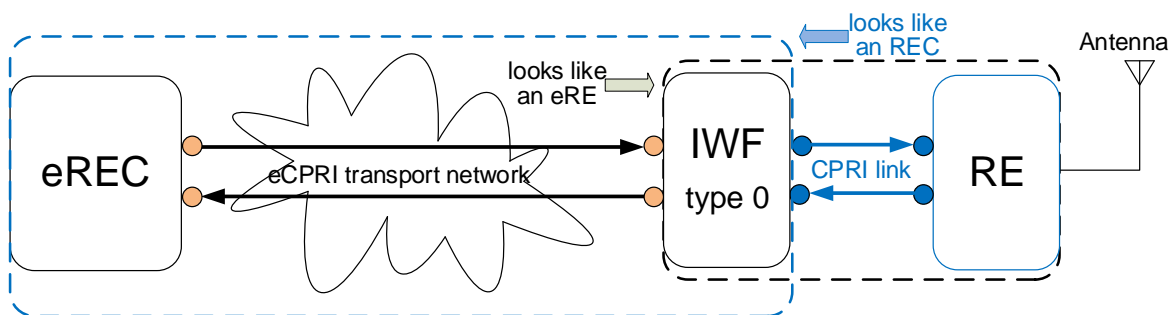 looks like
an REC
Antenna
looks like
an eRE
eREC
eCPRI transport network
IWF
type 0
CPRI link
RE